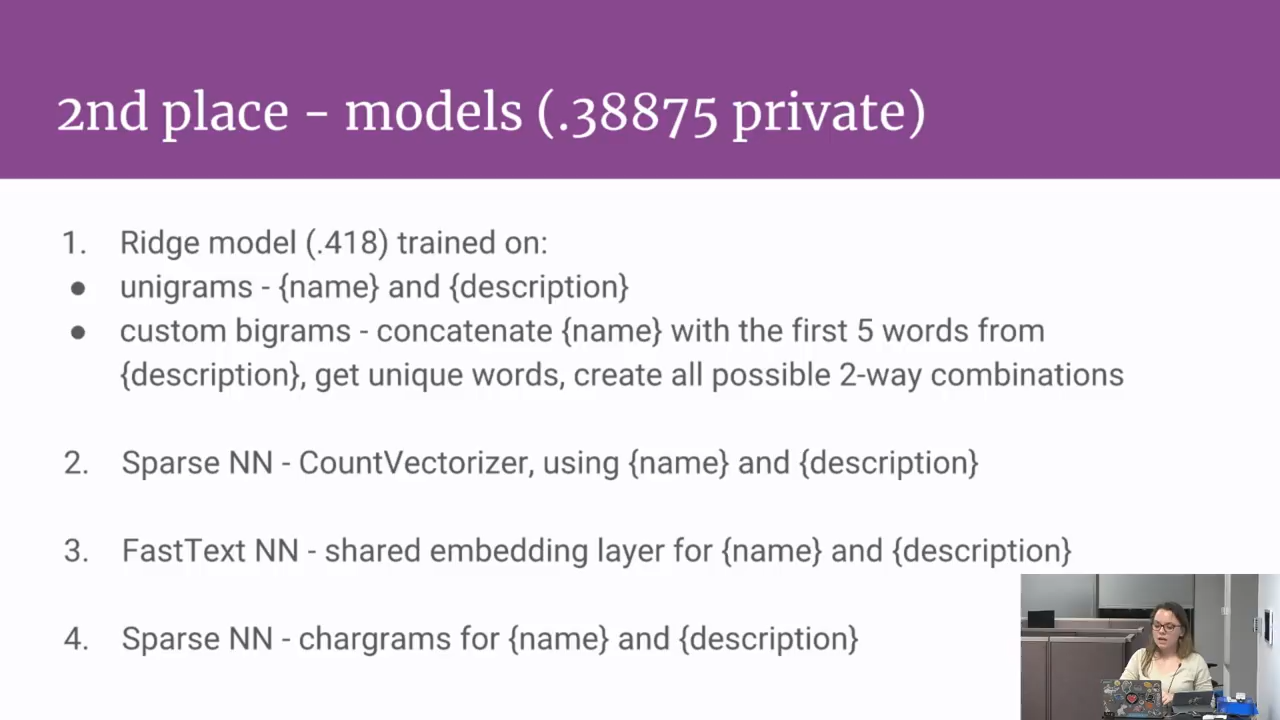 2nd place - models (.38875 private)
1. Ridge model (.418) trained on:
● unigrams - {name} and {description}
● custom bigrams - concatenate {name} with the first 5 words from
{description}, get unique words, create all possible 2-way combinations
2. Sparse NN - CountVectorizer, using {name} and {description}
3. FastText NN - shared embedding layer for {name} and {description}
4. Sparse NN - chargrams for {name} and {description}